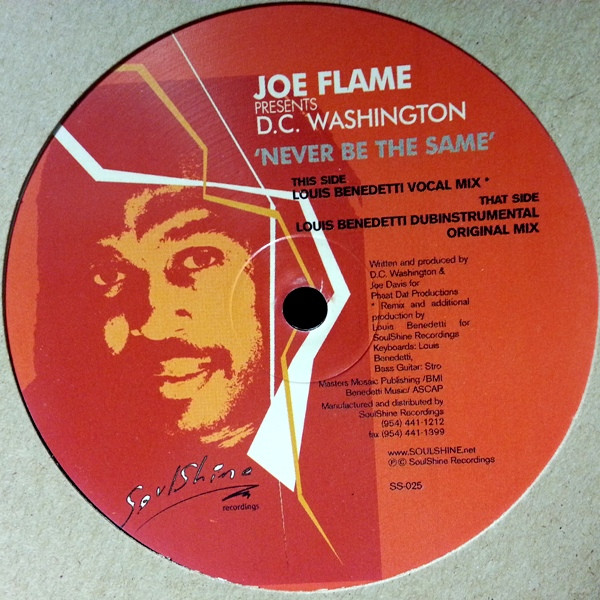 JOE FLAME
PRESENTS
D.C. WASHINGTON
'NEVER BE THE SAME'
THIS SIDE
LOUIS BENEDETTI VOCAL MIX *
THAT SIDE
LOUIS BENEDETTI DUBINSTRUMENTAL
ORIGINAL MIX
Written and produced by
D.C. Washington &
Joe Davis for
Phaat Dat Productions
* Remix and additional
production by
Louis Benedetti for
SoulShine Recordings
Keyboards: Louis
Benedetti,
Bass Guitar: Stro
Masters Mosaic Publishing /BMI
Benedetti Music/ ASCAP
Manufactured and distributed by
SoulShine Recordings
(954) 441-1212
fax (954) 441-1399
www.SOULSHINE.net
℗ © SoulShine Recordings
SS-025
SoulShine
recordings